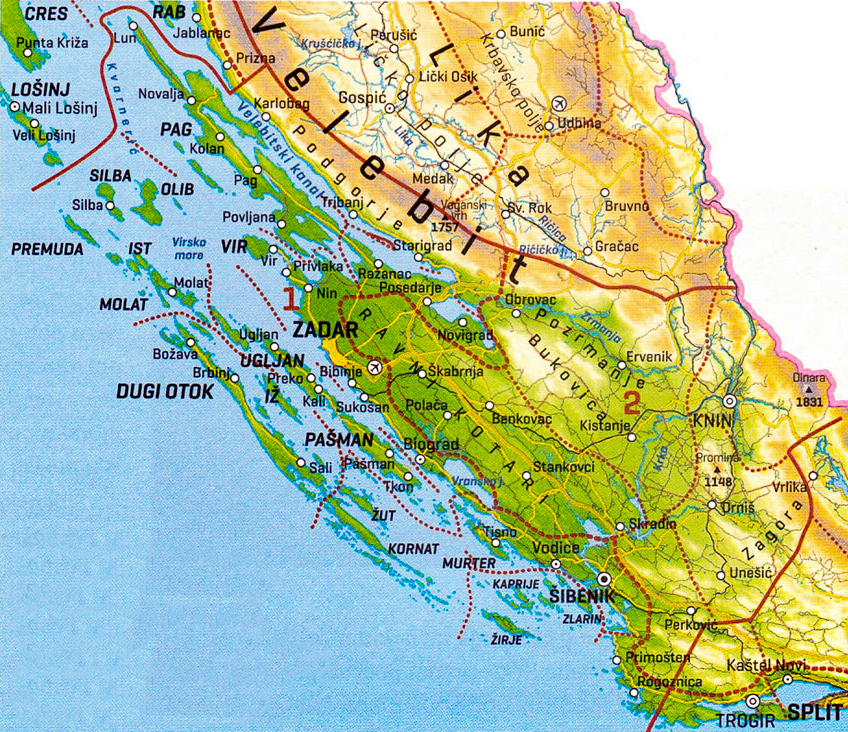 CRES
RAB
Punta Križa
Lun
Jablanac
Prizna
Kvarnerić
LOŠINJ
Mali Lošinj
Veli Lošinj
Novalja
PAG
Kolan
Karlobag
Velebitski kanal
Podgorje
Velebit
Lika
Ličko polje
Krbavsko polje
Krušćičko j.
Perušić
Bunić
Lički Osik
Gospić
Lika
Udbina
Medak
Vaganski
vrh
1757
Sv. Rok
Bruvno
Ričica
Ričičko j.
Gračac
SILBA
Silba
OLIB
Pag
Povljana
Tribanj
Starigrad
PREMUDA
IST
Virsko
more
VIR
Vir
Privlaka
Ražanac
Posedarje
Nin
1
ZADAR
MOLAT
Molat
Obrovac
Novigrad
Zrmanja
Pozrmanje
Bukovica
Ervenik
RAVNI KOTARI
Božava
Ugljan
UGLJAN
Brbinj
Preko
Bibinje
Škabrnja
DUGI OTOK
IŽ
Kali
Sukošan
Polača
Benkovac
2
Kistanje
KNIN
Dinara
1831
PAŠMAN
Biograd
Pašman
Sali
Tkon
Vransko j.
Stankovci
Krka
Promina
1148
Vrlika
Drniš
Zagora
ŽUT
KORNAT
Tisno
MURTER
Vodice
Skradin
KAPRIJE
ŠIBENIK
Unešić
ZLARIN
ŽIRJE
Perković
Primošten
Kaštel Novi
Rogoznica
TROGIR
SPLIT